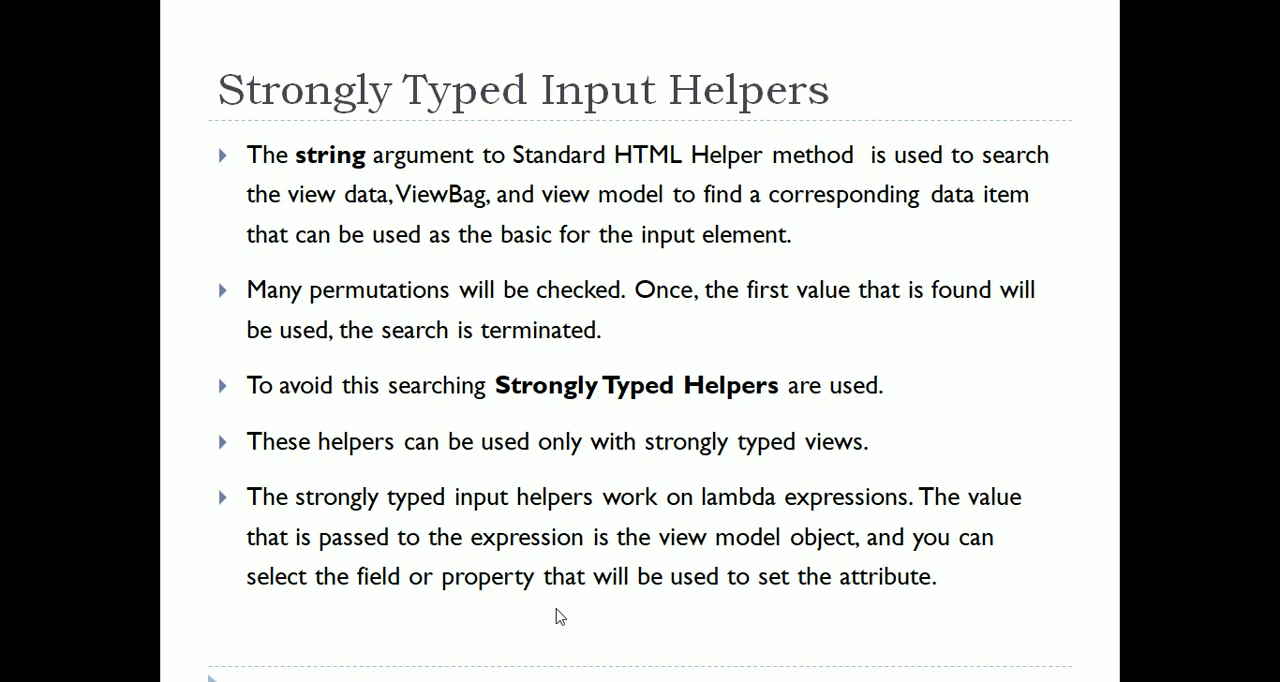 Strongly Typed Input Helpers
The string argument to Standard HTML Helper method is used to search
the view data, ViewBag, and view model to find a corresponding data item
that can be used as the basic for the input element.
Many permutations will be checked. Once, the first value that is found will
be used, the search is terminated.
To avoid this searching Strongly Typed Helpers are used.
These helpers can be used only with strongly typed views.
The strongly typed input helpers work on lambda expressions. The value
that is passed to the expression is the view model object, and you can
select the field or property that will be used to set the attribute.